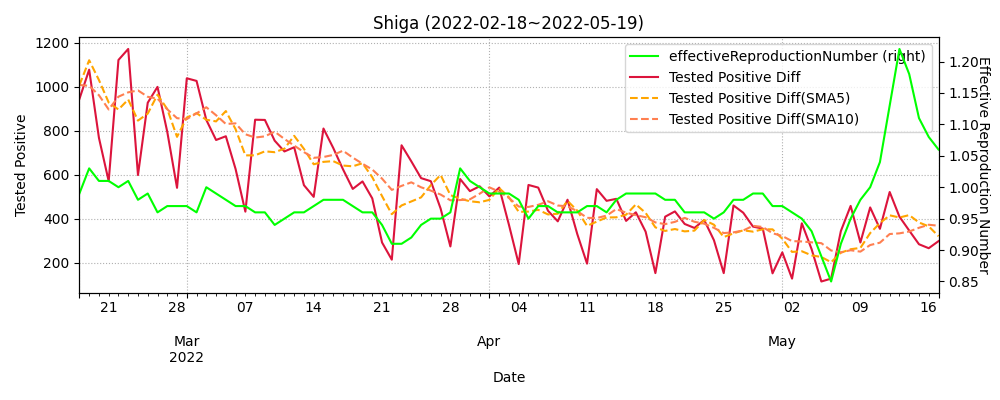 Shiga (2022-02-18~2022-05-19)
effectiveReproductionNumber (right)
Tested Positive Diff
Tested Positive Diff(SMA5)
Tested Positive Diff(SMA10)
Tested Positive
1200
1000
800
600
400
200
Effective Reproduction Number
1.20
1.15
1.10
1.05
1.00
0.95
0.90
0.85
21 28 07 14 21 28 04 11 18 25 02 09 16
Mar Apr May
2022
Date